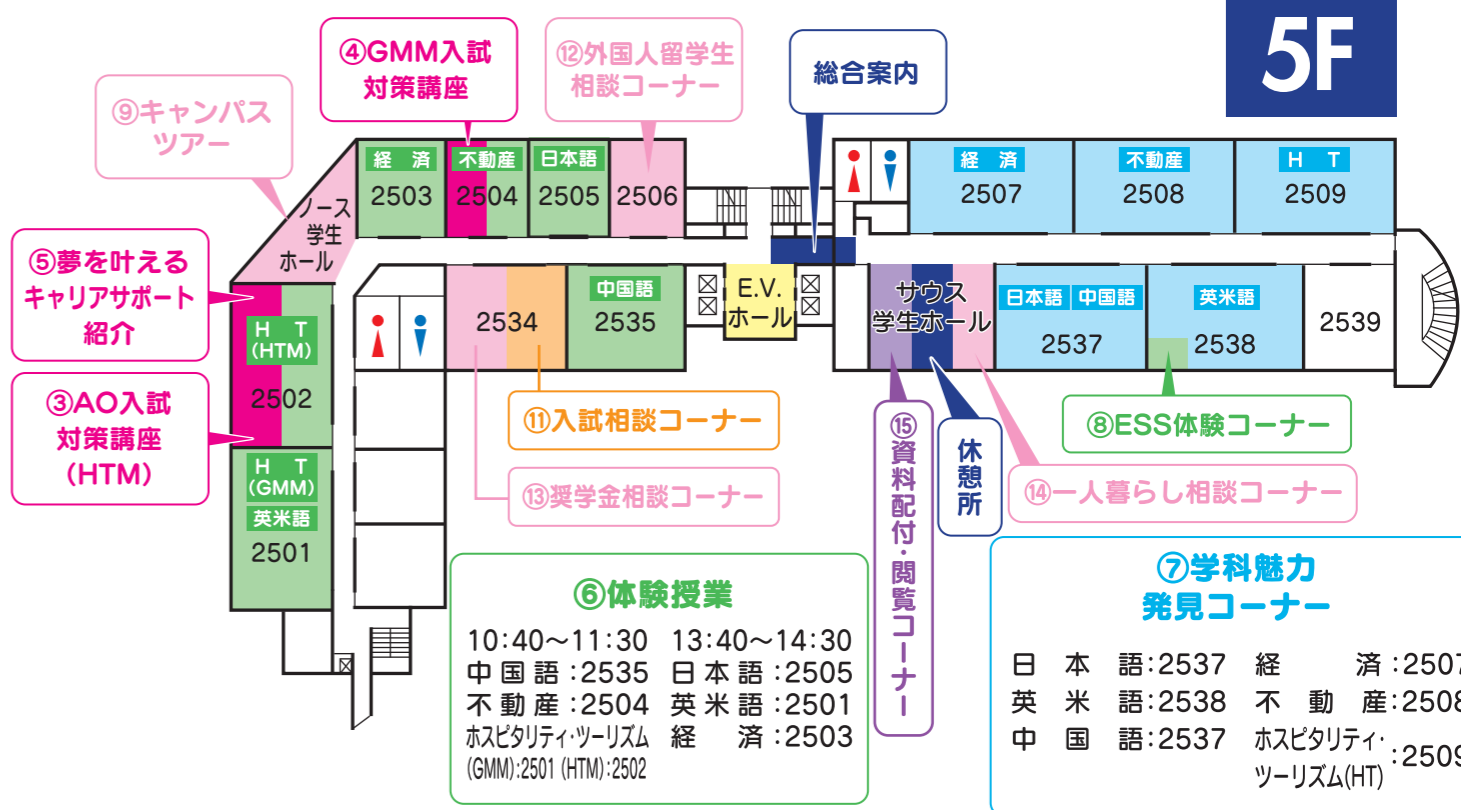 5F
④GMM入試
対策講座
⑫外国人留学生
相談コーナー
総合案内
⑨キャンパス
ツアー
経 済
2503
不動産
2504
日本語
2505
2506
経 済
2507
不動産
2508
H T
2509
ノース
学生
ホール
⑤夢を叶える
キャリアサポート
紹介
H T
(HTM)
2502
③AO入試
対策講座
(HTM)
H T
(GMM)
英米語
2501
2534
中国語
2535
E.V.
ホール
サウス
学生ホール
日本語 中国語
2537
英米語
2538
2539
⑪入試相談コーナー
⑬奨学金相談コーナー
⑮資料配付・閲覧コーナー
休憩所
⑧ESS体験コーナー
⑭一人暮らし相談コーナー
⑥体験授業
10:40〜11:30 13:40〜14:30
中国語:2535 日本語:2505
不動産:2504 英米語:2501
ホスピタリティ・ツーリズム 経 済:2503
(GMM):2501 (HTM):2502
⑦学科魅力
発見コーナー
日本語:2537 経 済:2507
英米語:2538 不動産:2508
中国語:2537 ホスピタリティ・
ツーリズム(HT):2509